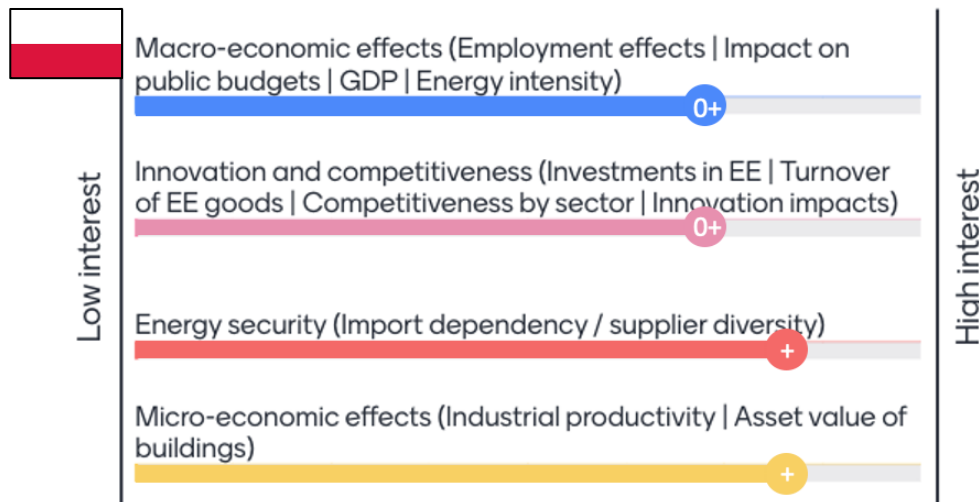 Macro-economic effects (Employment effects | Impact on
public budgets | GDP | Energy intensity)
0+
Innovation and competitiveness (Investments in EE | Turnover
of EE goods | Competitiveness by sector | Innovation impacts)
0+
Low interest
High interest
Energy security (Import dependency / supplier diversity)
+
Micro-economic effects (Industrial productivity | Asset value of
buildings)
+